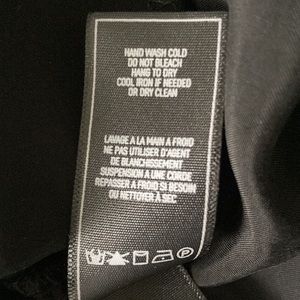 HAND WASH COLD
DO NOT BLEACH
HANG TO DRY
COOL IRON IF NEEDED
OR DRY CLEAN
LAVAGE A LA MAIN A FROID
NE PAS UTILISER D'AGENT
DE BLANCHISSEMENT
SUSPENSION A UNE CORDE
REPASSER A FROID SI BESOIN
OU NETTOYER A SEC
P